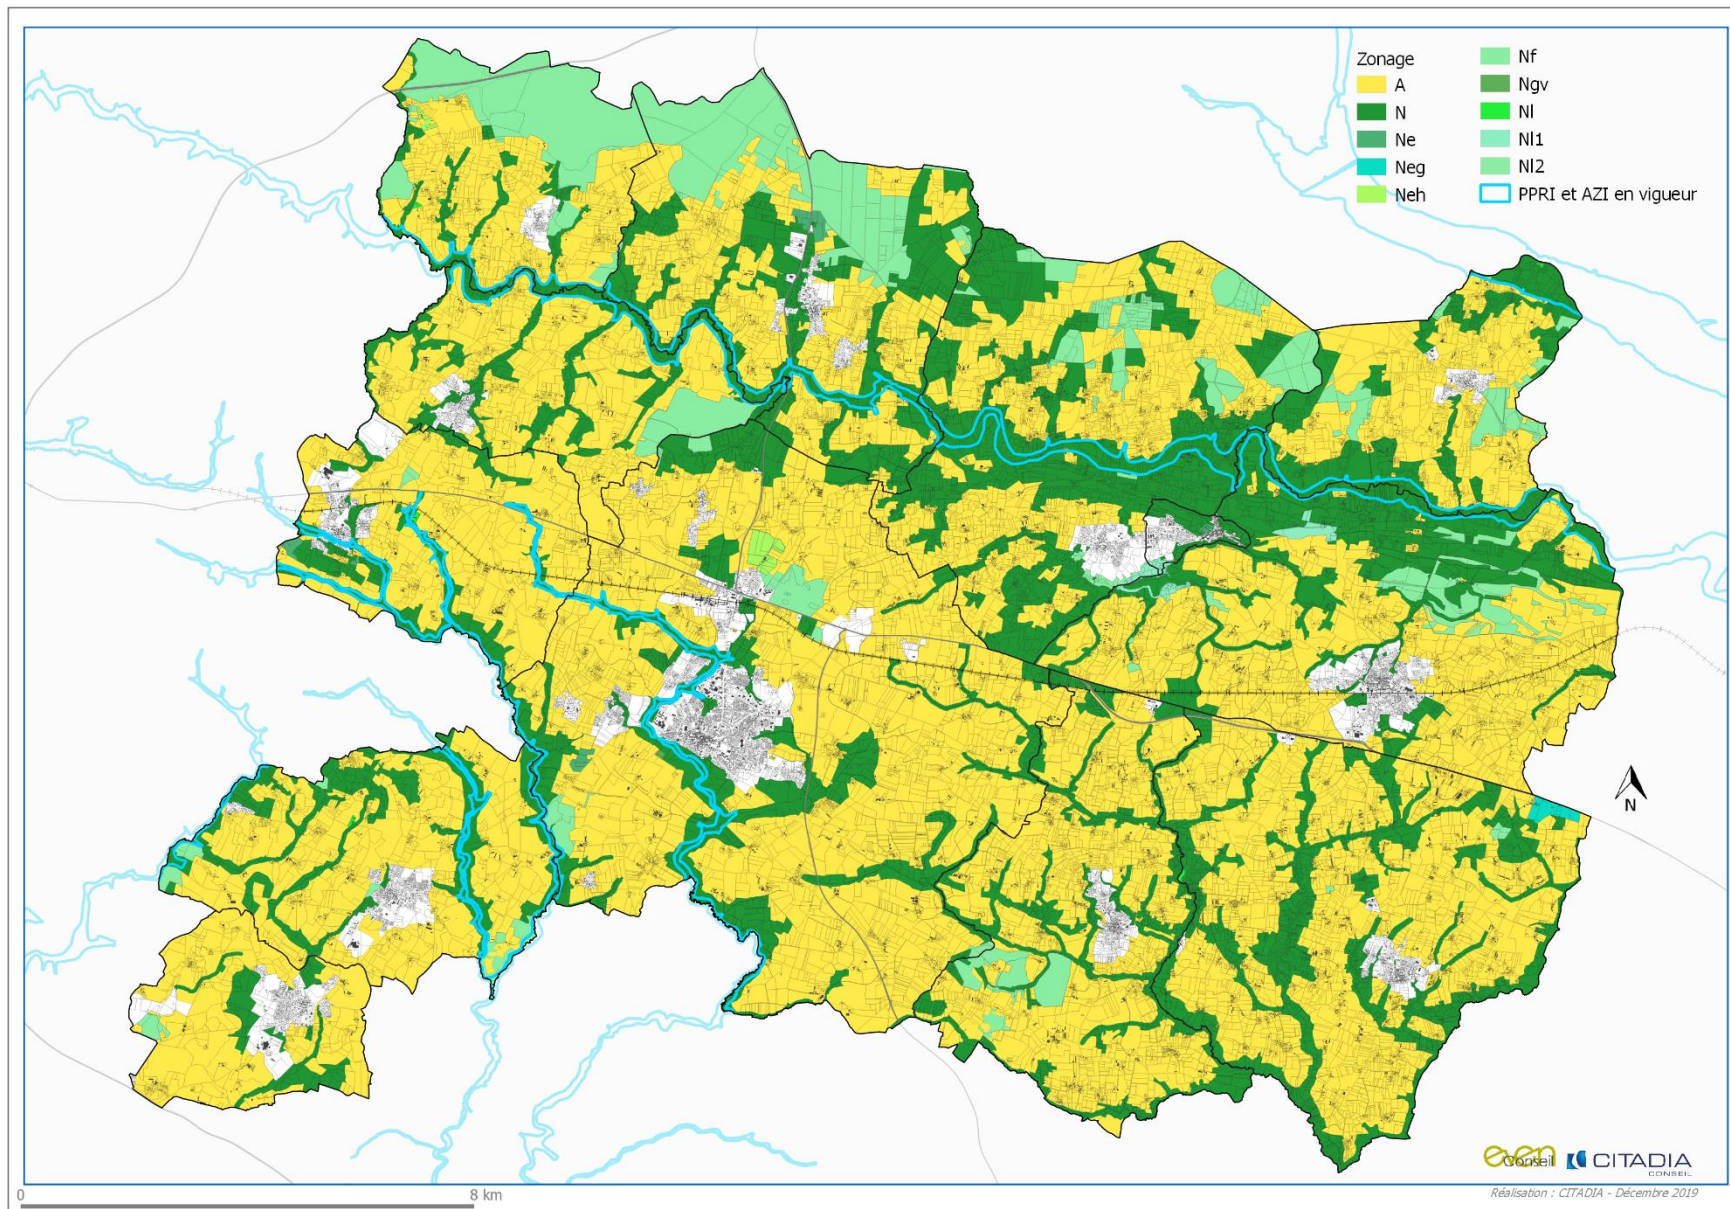 Zonage
A
N
Ne
Neg
Neh
Nf
Ngv
Nl
Nl1
Nl2
PPRI et AZI en vigueur
N
even
Conseil
CITADIA
CONSEIL
0
8 km
Réalisation : CITADIA - Décembre 2019